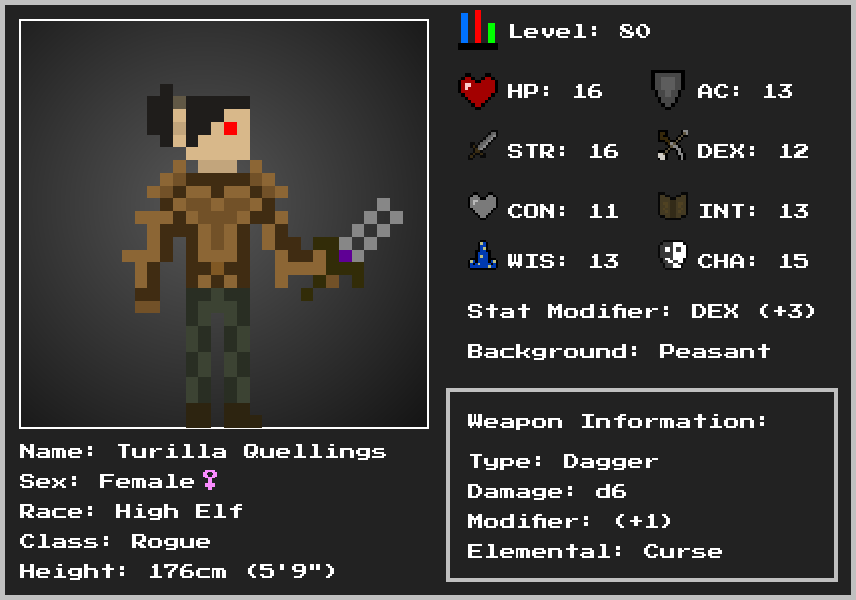 Level: 80
HP: 16
AC: 13
STR: 16
DEX: 12
CON: 11
INT: 13
WIS: 13
CHA: 15
Stat Modifier: DEX (+3)
Background: Peasant
Weapon Information:
Type: Dagger
Damage: d6
Modifier: (+1)
Elemental: Curse
Name: Turilla Quellings
Sex: Female♀
Race: High Elf
Class: Rogue
Height: 176cm (5'9")